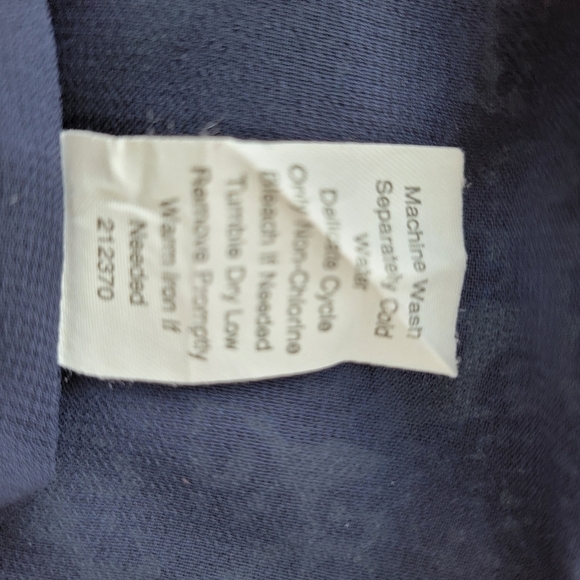 Machine Wash
Separately Cold
Water
Delicate Cycle
Only Non-Chlorine
Bleach If Needed
Tumble Dry Low
Remove Promptly
Warm Iron If
Needed
212370